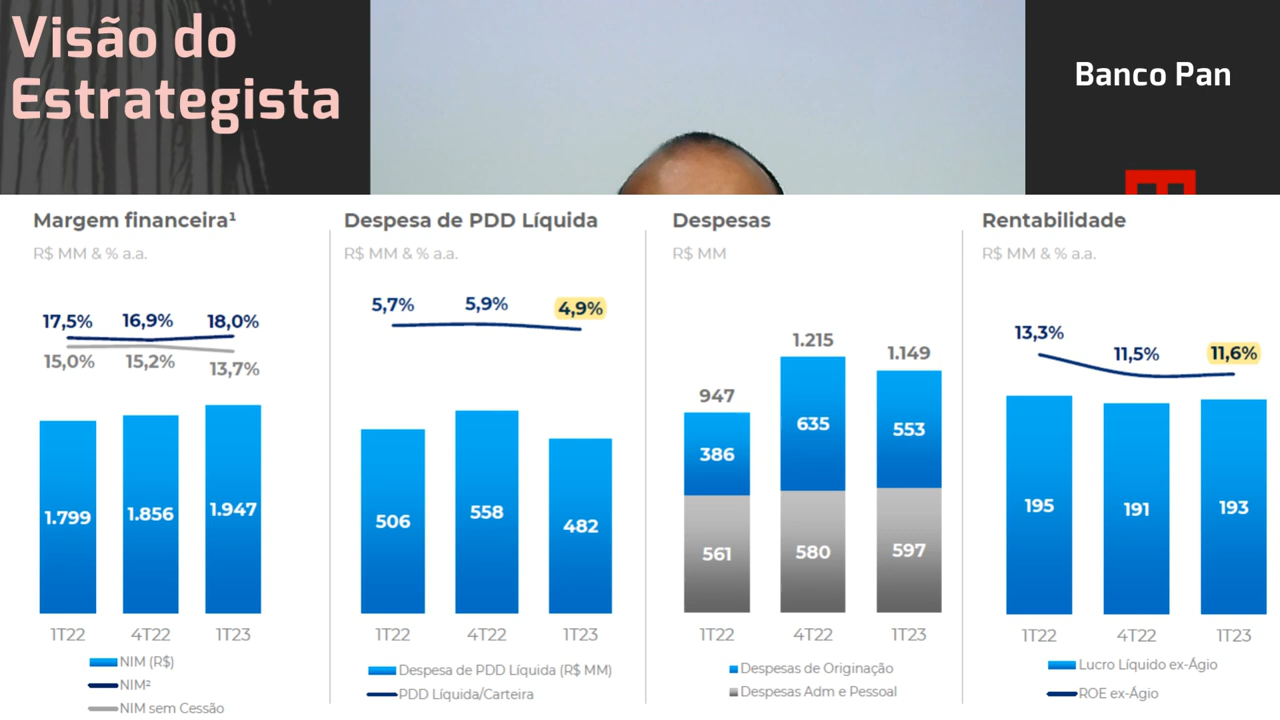 Visão do
Estrategista
Banco Pan
Margem financeira¹
R$ MM & % a.a.
17,5%
16,9%
18,0%
15,0%
15,2%
13,7%
1.799
1.856
1.947
1T22
4T22
1T23
NIM (R$)
NIM²
NIM sem Cessão
Despesa de PDD Líquida
R$ MM & % a.a.
5,7%
5,9%
4,9%
506
558
482
1T22
4T22
1T23
Despesa de PDD Líquida (R$ MM)
PDD Líquida/Carteira
Despesas
R$ MM
947
1.215
1.149
386
635
553
561
580
597
1T22
4T22
1T23
Despesas de Originação
Despesas Adm e Pessoal
Rentabilidade
R$ MM & % a.a.
13,3%
11,5%
11,6%
195
191
193
1T22
4T22
1T23
Lucro Líquido ex-Ágio
ROE ex-Ágio